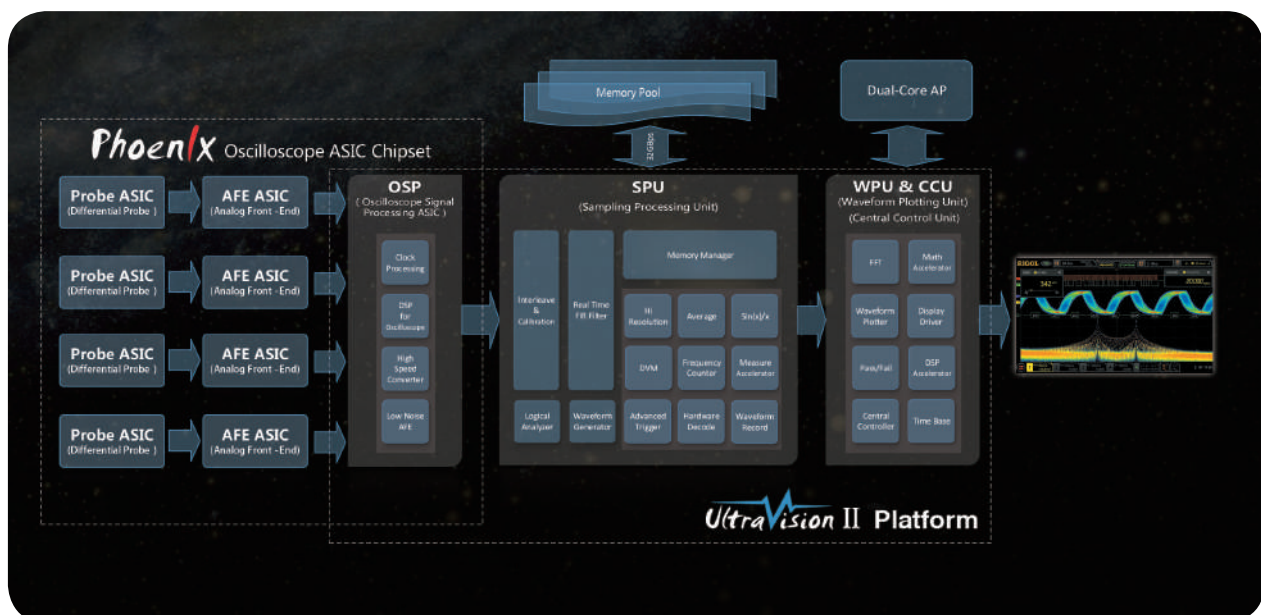 Memory Pool
Dual-Core AP
32GBps
PhoenIx Oscilloscope ASIC Chipset
Probe ASIC
(Differential Probe )
AFE ASIC
(Analog Front -End)
Probe ASIC
(Differential Probe )
AFE ASIC
(Analog Front -End)
Probe ASIC
(Differential Probe )
AFE ASIC
(Analog Front -End)
Probe ASIC
(Differential Probe )
AFE ASIC
(Analog Front -End)
OSP
( Oscilloscope Signal
Processing ASIC )
Clock
Processing
DSP
for
Oscilloscope
High
Speed
Converter
Low Noise
AFE
SPU
(Sampling Processing Unit)
Interleave
&
Calibration
Real Time
FIR Filter
Memory Manager
Hi
Resolution
Average
Sin(x)/x
DVM
Frequency
Counter
Measure
Accelerator
Logical
Analyzer
Waveform
Generator
Advanced
Trigger
Hardware
Decode
Waveform
Record
WPU & CCU
(Waveform Plotting Unit)
(Central Control Unit)
FFT
Math
Accelerator
Waveform
Plotter
Display
Driver
Pass/Fail
DSP
Accelerator
Central
Controller
Time Base
RIGOL
UltraVision II Platform